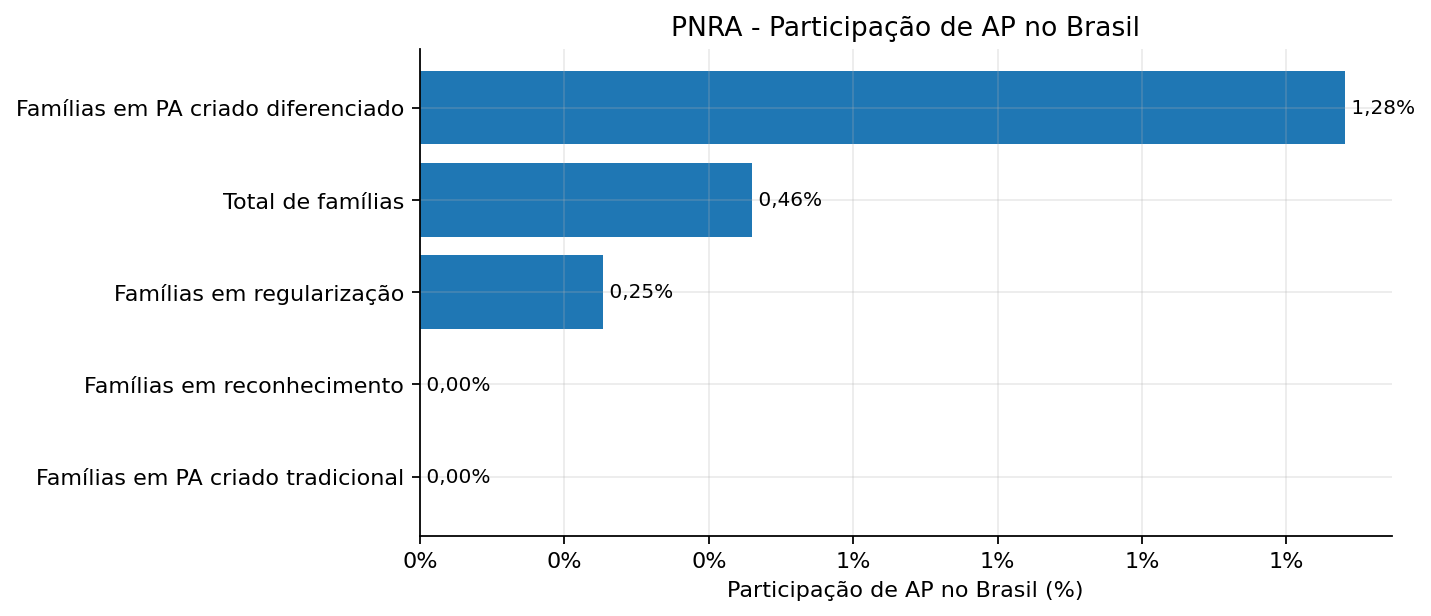 PNRA - Participação de AP no Brasil
Famílias em PA criado diferenciado
1,28%
Total de famílias
0,46%
Famílias em regularização
0,25%
Famílias em reconhecimento
0,00%
Famílias em PA criado tradicional
0,00%
0% 0% 0% 1% 1% 1% 1%
Participação de AP no Brasil (%)